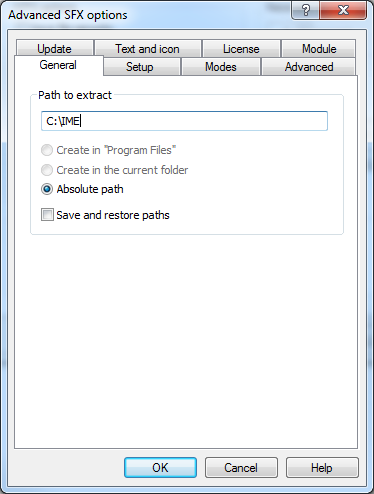 Advanced SFX options
Update Text and icon License Module
General Setup Modes Advanced
Path to extract
C:\IME
Create in "Program Files"
Create in the current folder
Absolute path
Save and restore paths
OK Cancel Help